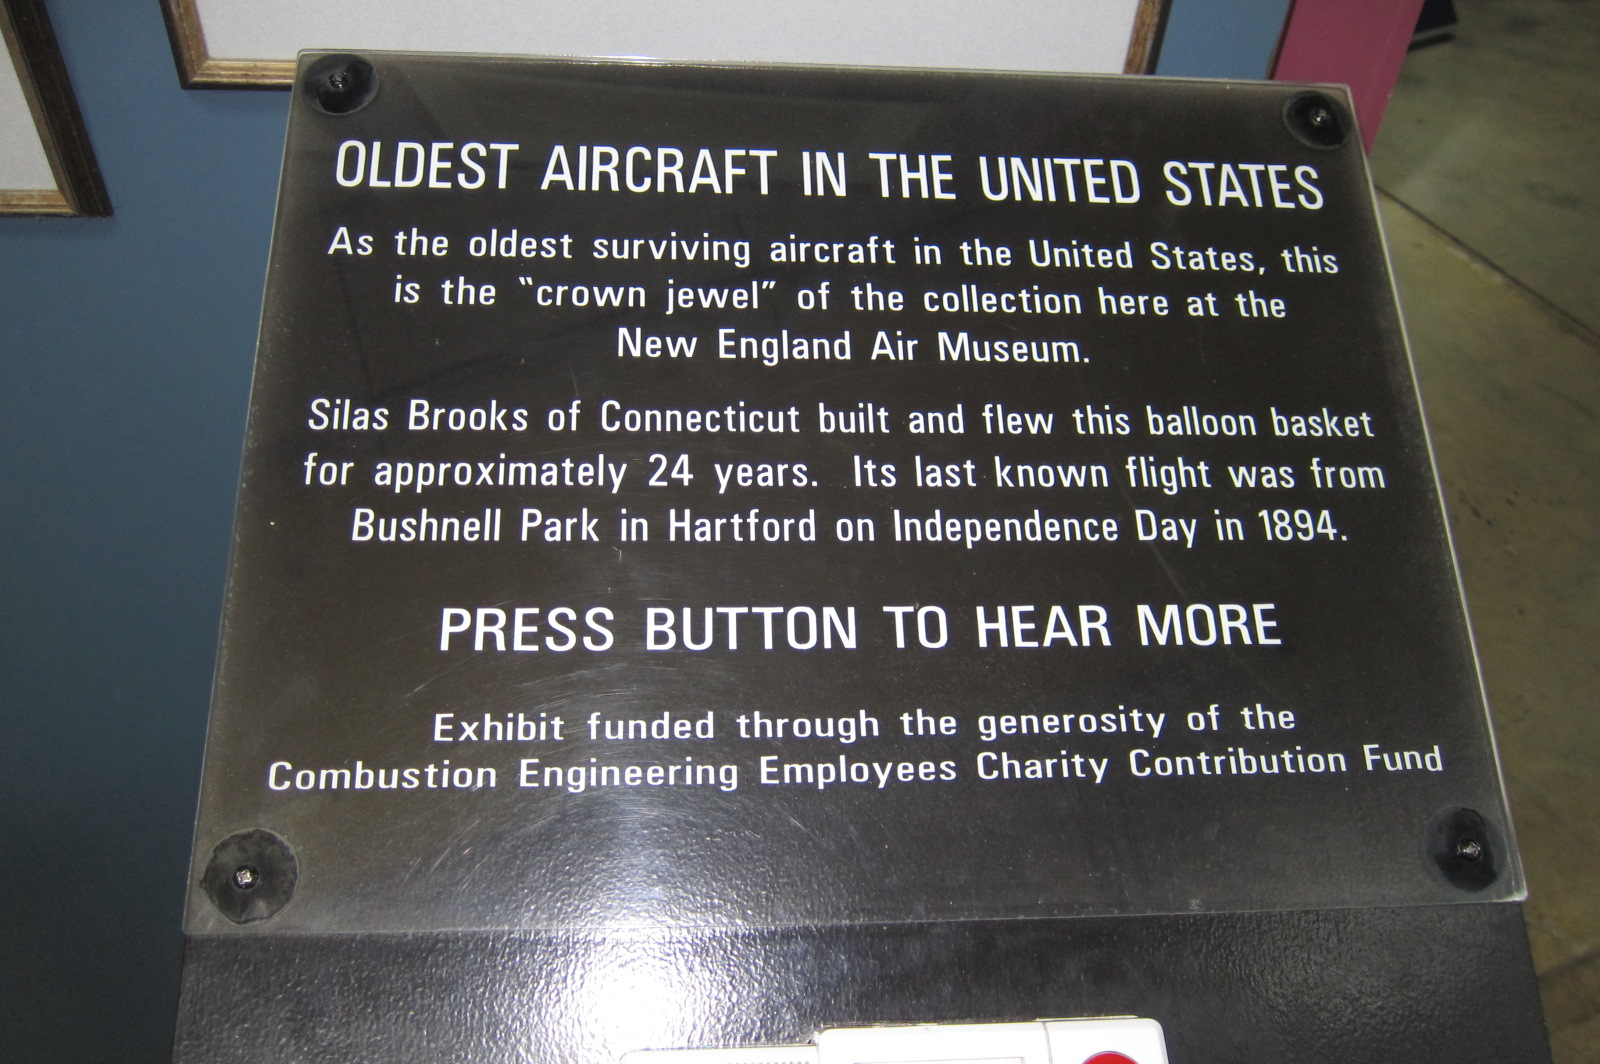 OLDEST AIRCRAFT IN THE UNITED STATES
As the oldest surviving aircraft in the United States, this
is the "crown jewel" of the collection here at the
New England Air Museum.
Silas Brooks of Connecticut built and flew this balloon basket
for approximately 24 years. Its last known flight was from
Bushnell Park in Hartford on Independence Day in 1894.
PRESS BUTTON TO HEAR MORE
Exhibit funded through the generosity of the
Combustion Engineering Employees Charity Contribution Fund